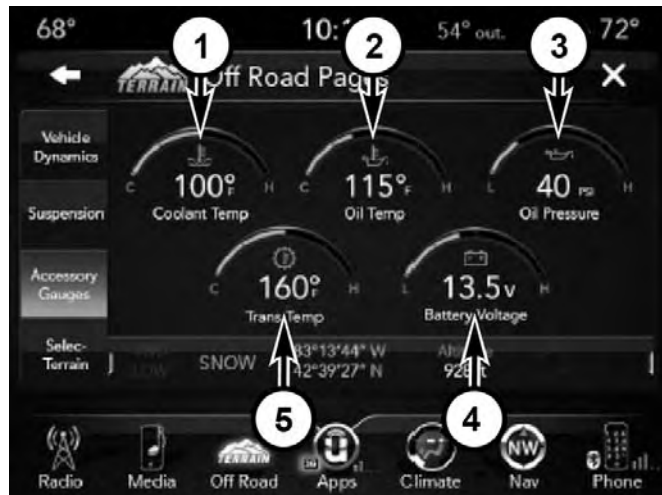 68° 10: 54° out. 72°
1 2 3
TERRAIN Off Road Pages
Vehicle Dynamics
Suspension
Accessory Gauges
Selec-Terrain
C 100°F H
Coolant Temp
C 115°F H
Oil Temp
L 40 PSI H
Oil Pressure
C 160°F H
Trans Temp
L 13.5v H
Battery Voltage
SNOW 83°13'44" W
42°39'27" N
928 ft
5 4
NW
Radio Media Off Road Apps Climate Nav Phone